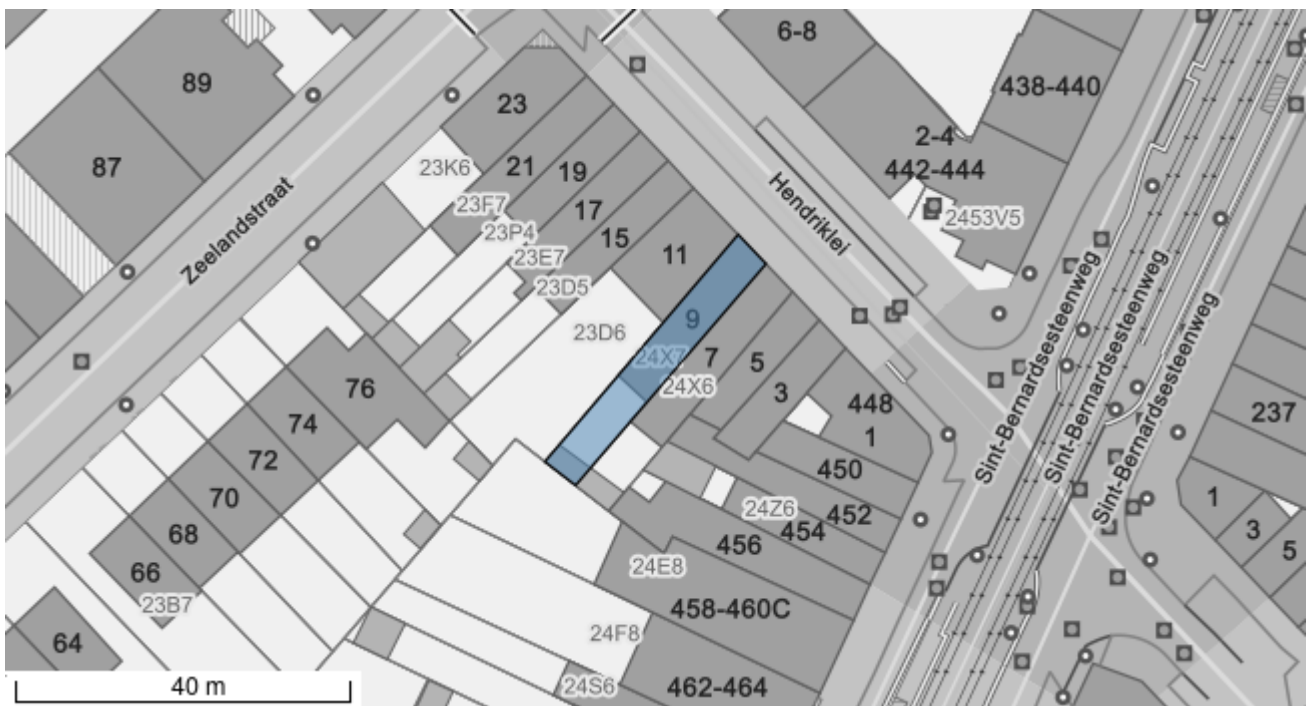 6-8
438-440
89
23
2-4
442-444
87
23K6
21
19
Hendriklei
2453V5
Zeelandstraat
23F7
17
23P4
15
23E7
11
23D5
23D6
9
24X7
7
5
24X6
3
448
1
Sint-Bernardsesteenweg
Sint-Bernardsesteenweg
Sint-Bernardsesteenweg
237
76
74
72
70
68
66
23B7
64
450
24Z6
452
454
456
24E8
458-460C
24F8
24S6
462-464
1
3
5
40 m